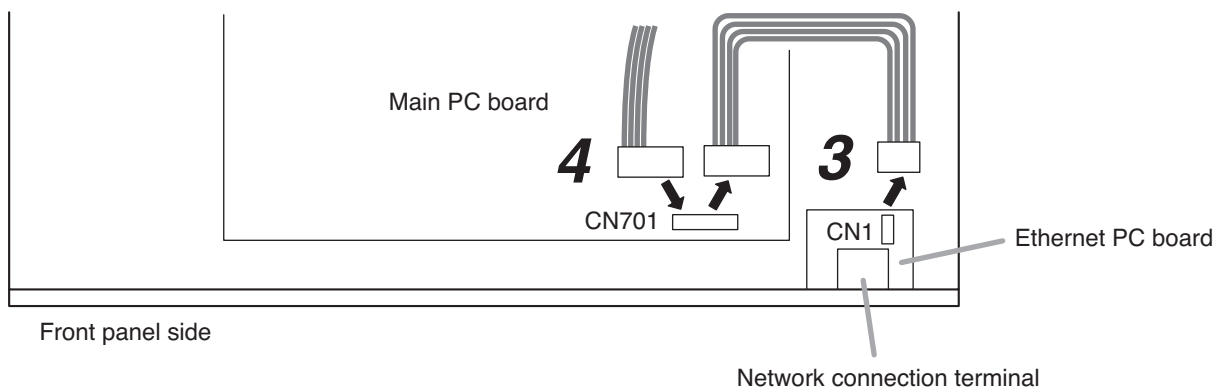 Main PC board
4
3
CN701
CN1
Ethernet PC board
Front panel side
Network connection terminal